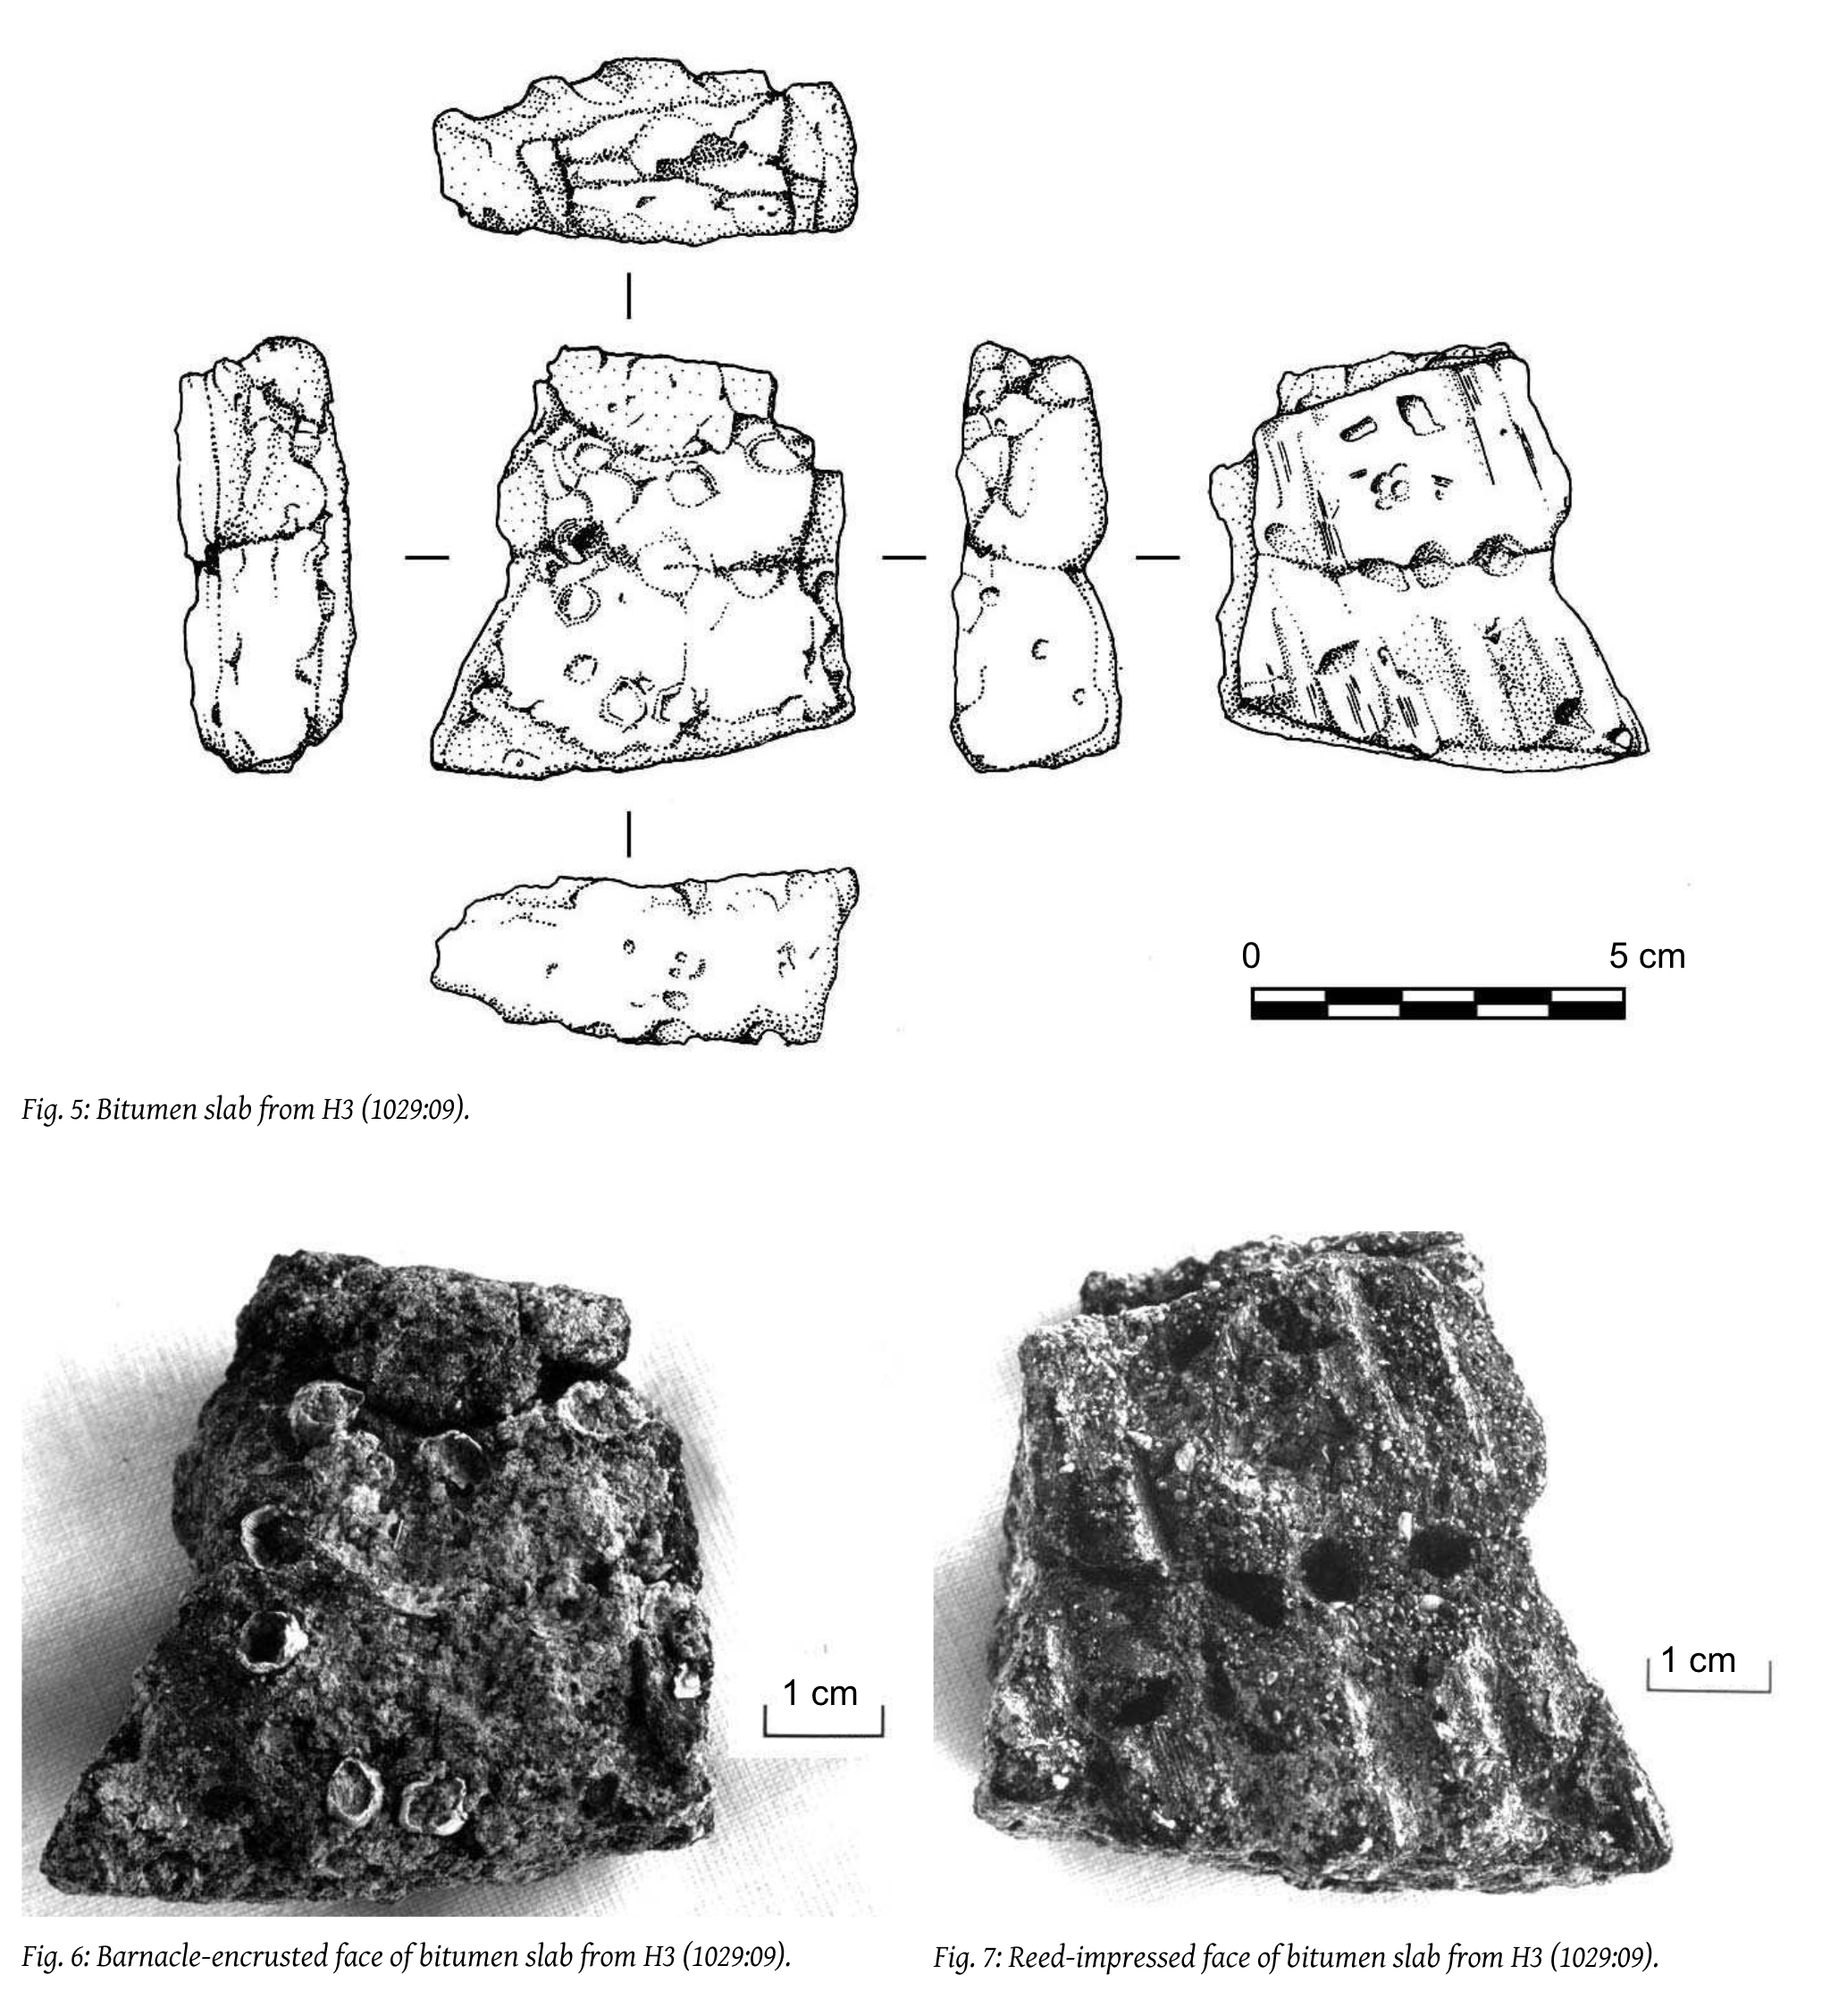 0 5 cm
Fig. 5: Bitumen slab from H3 (1029:09).
1 cm
1 cm
Fig. 6: Barnacle-encrusted face of bitumen slab from H3 (1029:09).
Fig. 7: Reed-impressed face of bitumen slab from H3 (1029:09).